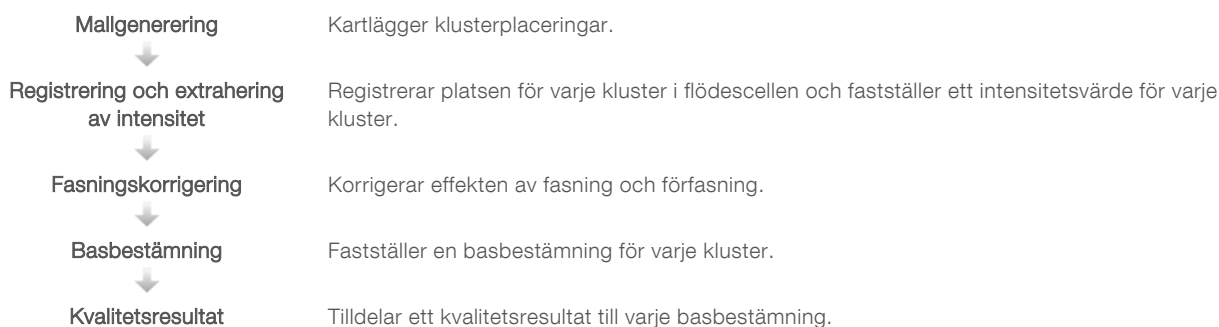 Mallgenerering Kartlägger klusterplaceringar.
Registrering och extrahering av intensitet Registrerar platsen för varje kluster i flödescellen och fastställer ett intensitetsvärde för varje
kluster.
Fasningskorrigering Korrigerar effekten av fasning och förfasning.
Basbestämning Fastställer en basbestämning för varje kluster.
Kvalitetsresultat Tilldelar ett kvalitetsresultat till varje basbestämning.